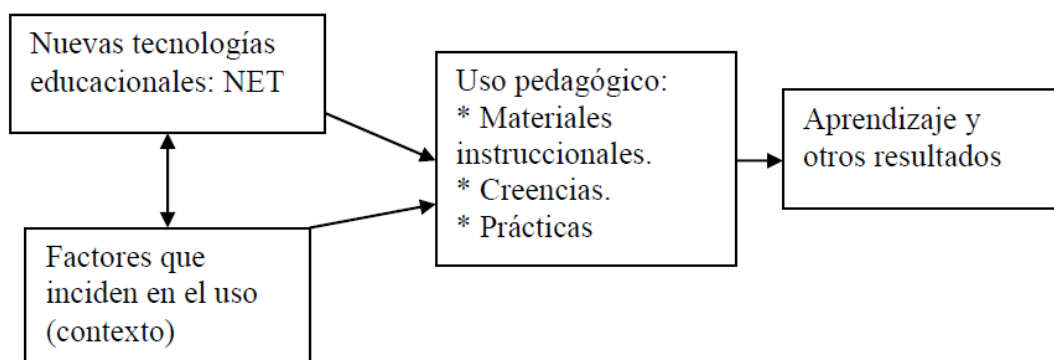 Nuevas tecnologías
educacionales: NET
Uso pedagógico:
* Materiales
instruccionales.
* Creencias.
* Prácticas
Aprendizaje y
otros resultados
Factores que
inciden en el uso
(contexto)